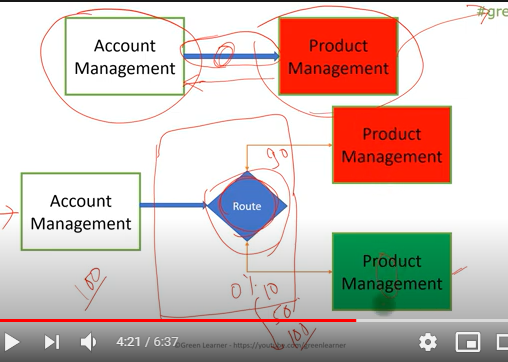 #gre
Account
Management
Product
Management
Product
Management
90
Account
Management
Route
Product
Management
100
0% 10
50
100
4:21 / 6:37
©Green Learner - https://youtube.com/greenlearner